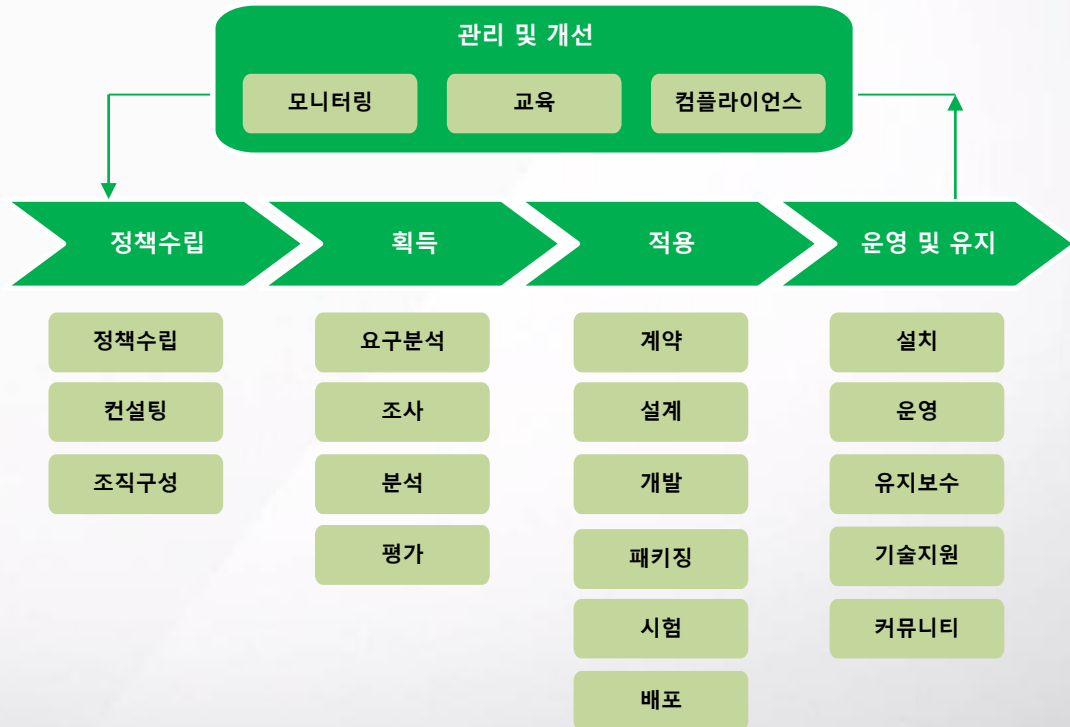 관리 및 개선
모니터링
교육
컴플라이언스
정책수립
획득
적용
운영 및 유지
정책수립
컨설팅
조직구성
요구분석
조사
분석
평가
계약
설계
개발
패키징
시험
배포
설치
운영
유지보수
기술지원
커뮤니티